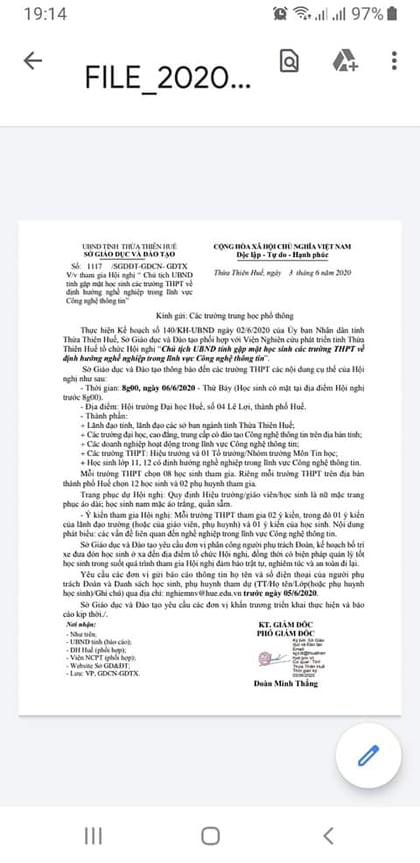 19:14
97%
FILE_2020...
UBND TỈNH THỪA THIÊN HUẾ
SỞ GIÁO DỤC VÀ ĐÀO TẠO
CỘNG HÒA XÃ HỘI CHỦ NGHĨA VIỆT NAM
Độc lập - Tự do - Hạnh phúc
Số: 1117 /SGDĐT-GDCN- GDTX
V/v tham gia Hội nghị " Chủ tịch UBND
tỉnh gặp mặt học sinh các trường THPT về
định hướng nghề nghiệp trong lĩnh vực
Công nghệ thông tin"
Thừa Thiên Huế, ngày 3 tháng 6 năm 2020
Kính gửi: Các trường trung học phổ thông
Thực hiện Kế hoạch số 140/KH-UBND ngày 02/6/2020 của Ủy ban Nhân dân tỉnh
Thừa Thiên Huế, Sở Giáo dục và Đào tạo phối hợp với Viện Nghiên cứu phát triển tỉnh Thừa
Thiên Huế tổ chức Hội nghị "Chủ tịch UBND tỉnh gặp mặt học sinh các trường THPT về
định hướng nghề nghiệp trong lĩnh vực Công nghệ thông tin".
Sở Giáo dục và Đào tạo thông báo đến các trường THPT các nội dung cụ thể của Hội
nghị như sau:
- Thời gian: 8g00, ngày 06/6/2020 - Thứ Bảy (Học sinh có mặt tại địa điểm Hội nghị
trước 8g00).
- Địa điểm: Hội trường Đại học Huế, số 04 Lê Lợi, thành phố Huế.
- Thành phần:
+ Lãnh đạo tỉnh, lãnh đạo các sở ban ngành tỉnh Thừa Thiên Huế;
+ Các trường đại học, cao đẳng, trung cấp có đào tạo Công nghệ thông tin trên địa bàn tỉnh;
+ Các doanh nghiệp hoạt động trong lĩnh vực Công nghệ thông tin;
+ Các trường THPT: Hiệu trưởng và 01 Tổ trưởng/Nhóm trưởng Môn Tin học;
+ Học sinh lớp 11, 12 có định hướng nghề nghiệp trong lĩnh vực Công nghệ thông tin.
Mỗi trường THPT chọn 08 học sinh tham gia. Riêng mỗi trường THPT trên địa bàn
thành phố Huế chọn 12 học sinh và 02 phụ huynh tham gia.
Trang phục dự Hội nghị: Quy định Hiệu trưởng/giáo viên/học sinh là nữ mặc trang
phục áo dài; học sinh nam mặc áo trắng, quần sẫm.
- Ý kiến tham gia Hội nghị: Mỗi trường THPT tham gia 02 ý kiến, trong đó 01 ý kiến
của lãnh đạo trường (hoặc của giáo viên, phụ huynh) và 01 ý kiến của học sinh. Nội dung
phát biểu: các vấn đề liên quan đến nghề nghiệp trong lĩnh vực Công nghệ thông tin.
Sở Giáo dục và Đào tạo yêu cầu đơn vị phân công người phụ trách Đoàn, kế hoạch bố trí
xe đưa đón học sinh ở xa đến địa điểm tổ chức Hội nghị, đồng thời có biện pháp quản lý tốt
học sinh trong suốt quá trình tham gia Hội nghị đảm bảo trật tự, nghiêm túc và an toàn đi lại.
Yêu cầu các đơn vị gửi báo cáo thông tin họ tên và số điện thoại của người phụ
trách Đoàn và Danh sách học sinh, phụ huynh tham dự (TT/Họ tên/Lớp(hoặc phụ huynh
học sinh)/Ghi chú) qua địa chỉ: nghiemnv@hue.edu.vn trước ngày 05/6/2020.
Sở Giáo dục và Đào tạo yêu cầu các đơn vị khẩn trương triển khai thực hiện và báo
cáo kịp thời./.
Nơi nhận:
- Như trên;
- UBND tỉnh (báo cáo);
- ĐH Huế (phối hợp);
- Viện NCPT (phối hợp);
- Website Sở GD&ĐT;
- Lưu: VP, GDCN-GDTX.
KT. GIÁM ĐỐC
PHÓ GIÁM ĐỐC
Đoàn Minh Thắng